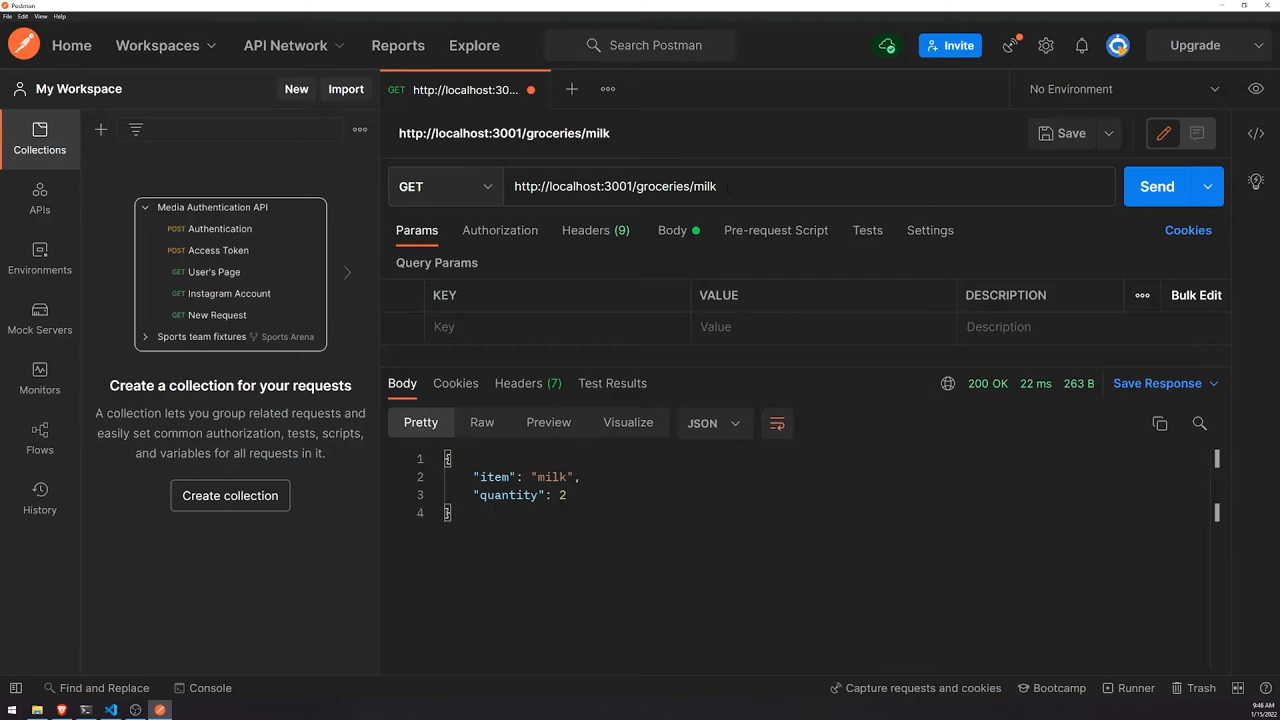 Postman
File Edit View Help
Home Workspaces API Network Reports Explore Search Postman Invite Upgrade
My Workspace New Import GET http://localhost:30... No Environment
Collections
http://localhost:3001/groceries/milk Save
GET http://localhost:3001/groceries/milk Send
APIs
Params Authorization Headers (9) Body Pre-request Script Tests Settings Cookies
Query Params
KEY VALUE DESCRIPTION Bulk Edit
Key Value Description
Environments
Mock Servers
Monitors
Flows
History
Media Authentication API
POST Authentication
POST Access Token
GET User's Page
GET Instagram Account
GET New Request
Sports team fixtures Sports Arena
Create a collection for your requests
A collection lets you group related requests and
easily set common authorization, tests, scripts,
and variables for all requests in it.
Create collection
Body Cookies Headers (7) Test Results 200 OK 22 ms 263 B Save Response
Pretty Raw Preview Visualize JSON
1 {
2 "item": "milk",
3 "quantity": 2
4 }
Find and Replace Console Capture requests and cookies Bootcamp Runner Trash
9:48 AM
1/15/2022